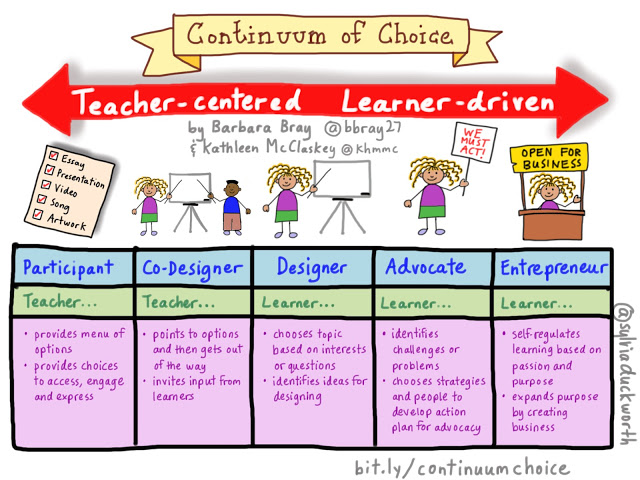 Continuum of Choice
Teacher-centered Learner-driven
by Barbara Bray @bbray27
& Kathleen McClaskey @khmmc
Essay
Presentation
Video
Song
Artwork
WE
MUST
ACT!
OPEN FOR
BUSINESS
Participant
Co-Designer
Designer
Advocate
Entrepreneur
Teacher...
Teacher...
Learner...
Learner...
Learner...
• provides menu of
options
• provides choices
to access, engage
and express
• points to options
and then gets out
of the way
• invites input from
learners
• chooses topic
based on interests
or questions
• identifies ideas for
designing
• identifies
challenges or
problems
• chooses strategies
and people to
develop action
plan for advocacy
• self-regulates
learning based on
passion and
purpose
• expands purpose
by creating
business
@sylviaduckworth
bit.ly/continuumchoice